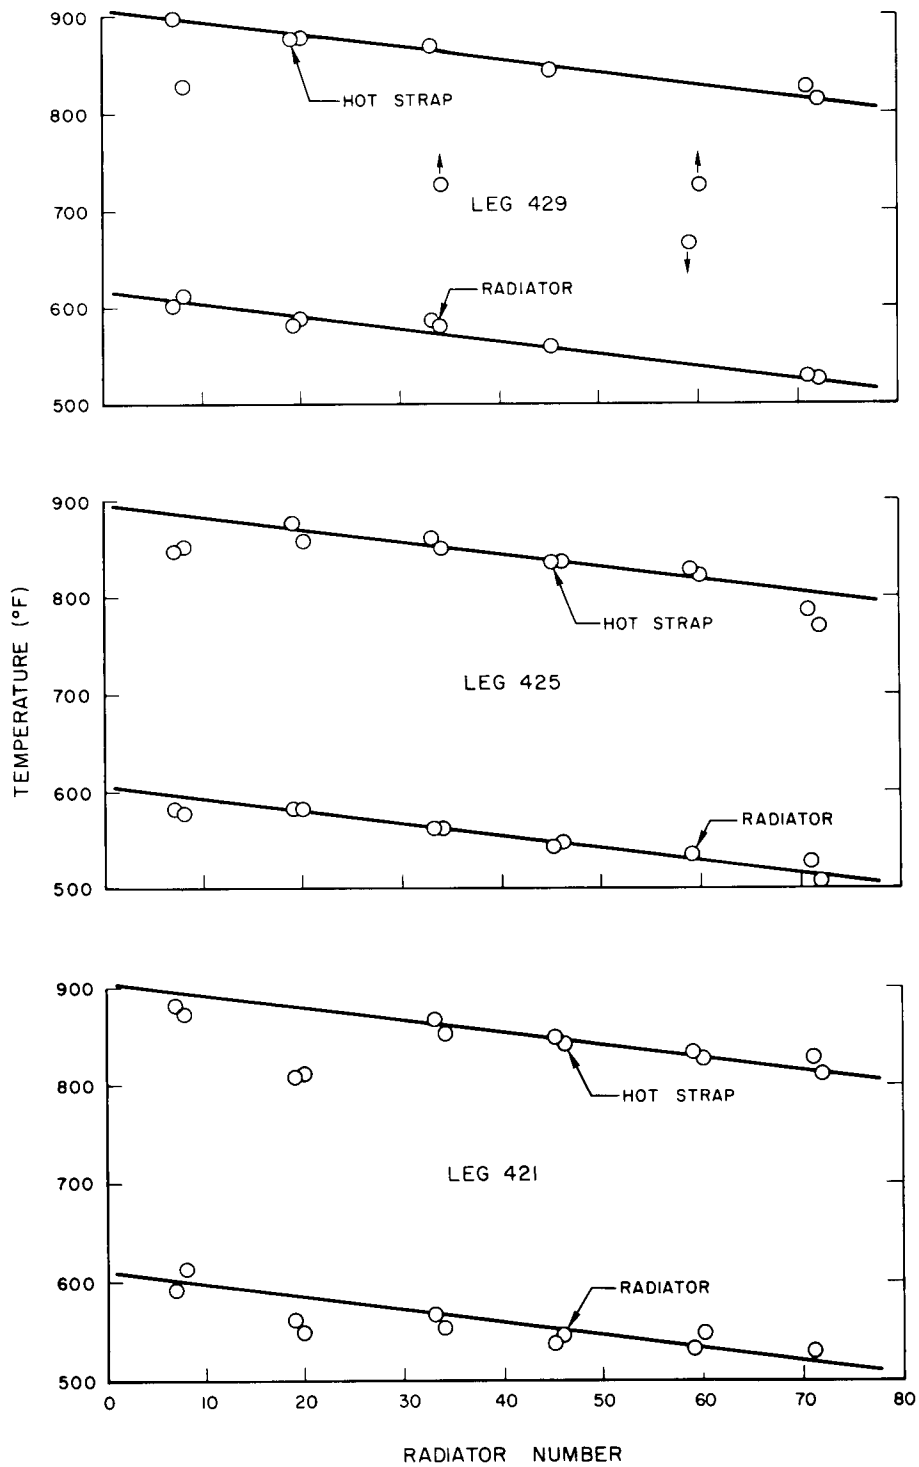 900
800
700
600
500
HOT STRAP
LEG 429
RADIATOR
900
800
700
600
500
HOT STRAP
LEG 425
RADIATOR
TEMPERATURE (°F)
900
800
700
600
500
HOT STRAP
LEG 421
RADIATOR
0 10 20 30 40 50 60 70 80
RADIATOR NUMBER